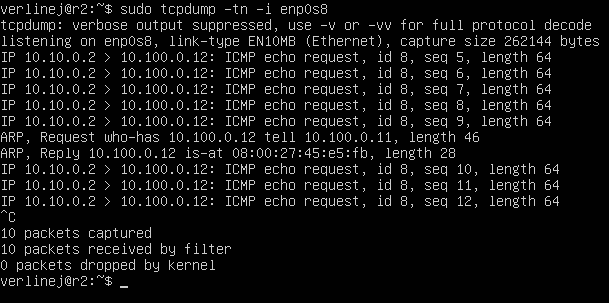 verlinej@r2:~$ sudo tcpdump -tn -i enp0s8
tcpdump: verbose output suppressed, use -v or -vv for full protocol decode
listening on enp0s8, link-type EN10MB (Ethernet), capture size 262144 bytes
IP 10.10.0.2 > 10.100.0.12: ICMP echo request, id 8, seq 5, length 64
IP 10.10.0.2 > 10.100.0.12: ICMP echo request, id 8, seq 6, length 64
IP 10.10.0.2 > 10.100.0.12: ICMP echo request, id 8, seq 7, length 64
IP 10.10.0.2 > 10.100.0.12: ICMP echo request, id 8, seq 8, length 64
IP 10.10.0.2 > 10.100.0.12: ICMP echo request, id 8, seq 9, length 64
ARP, Request who-has 10.100.0.12 tell 10.100.0.11, length 46
ARP, Reply 10.100.0.12 is-at 08:00:27:45:e5:fb, length 28
IP 10.10.0.2 > 10.100.0.12: ICMP echo request, id 8, seq 10, length 64
IP 10.10.0.2 > 10.100.0.12: ICMP echo request, id 8, seq 11, length 64
IP 10.10.0.2 > 10.100.0.12: ICMP echo request, id 8, seq 12, length 64
^C
10 packets captured
10 packets received by filter
0 packets dropped by kernel
verlinej@r2:~$ _